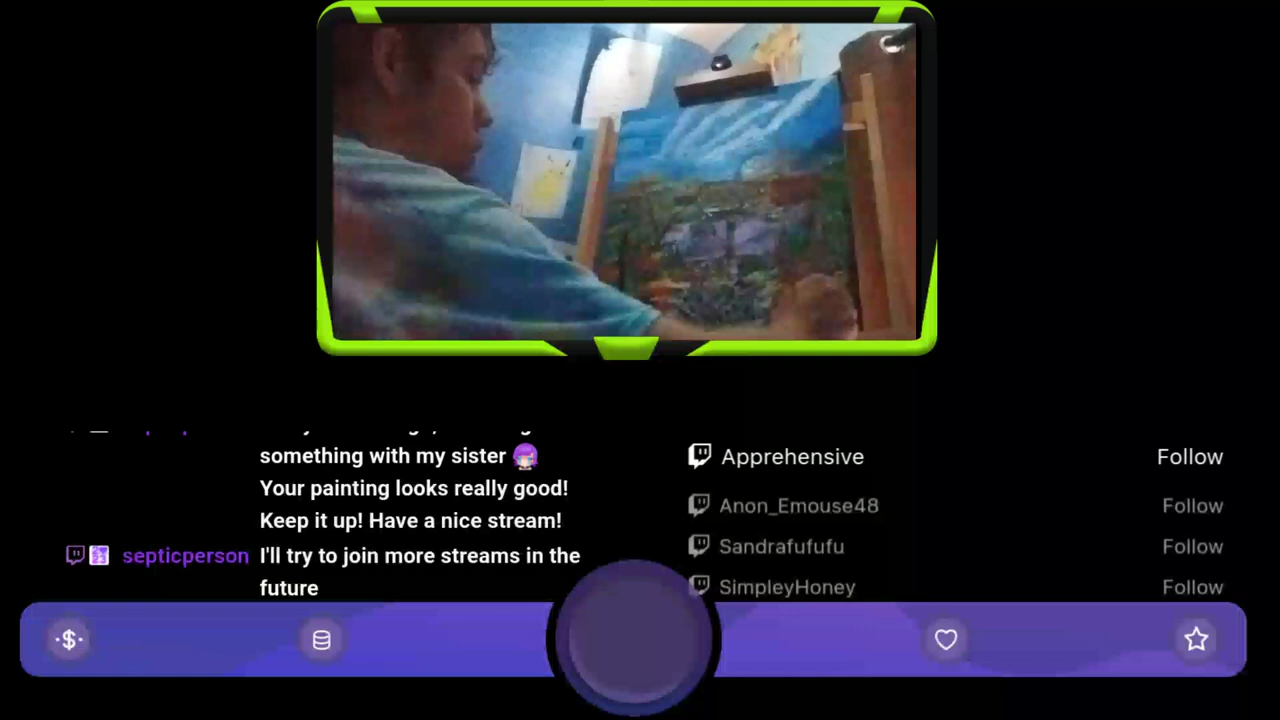 something with my sister
Your painting looks really good!
Keep it up! Have a nice stream!
septicperson I'll try to join more streams in the
future
Apprehensive Follow
Anon_Emouse48 Follow
Sandrafufufu Follow
SimpleyHoney Follow
$